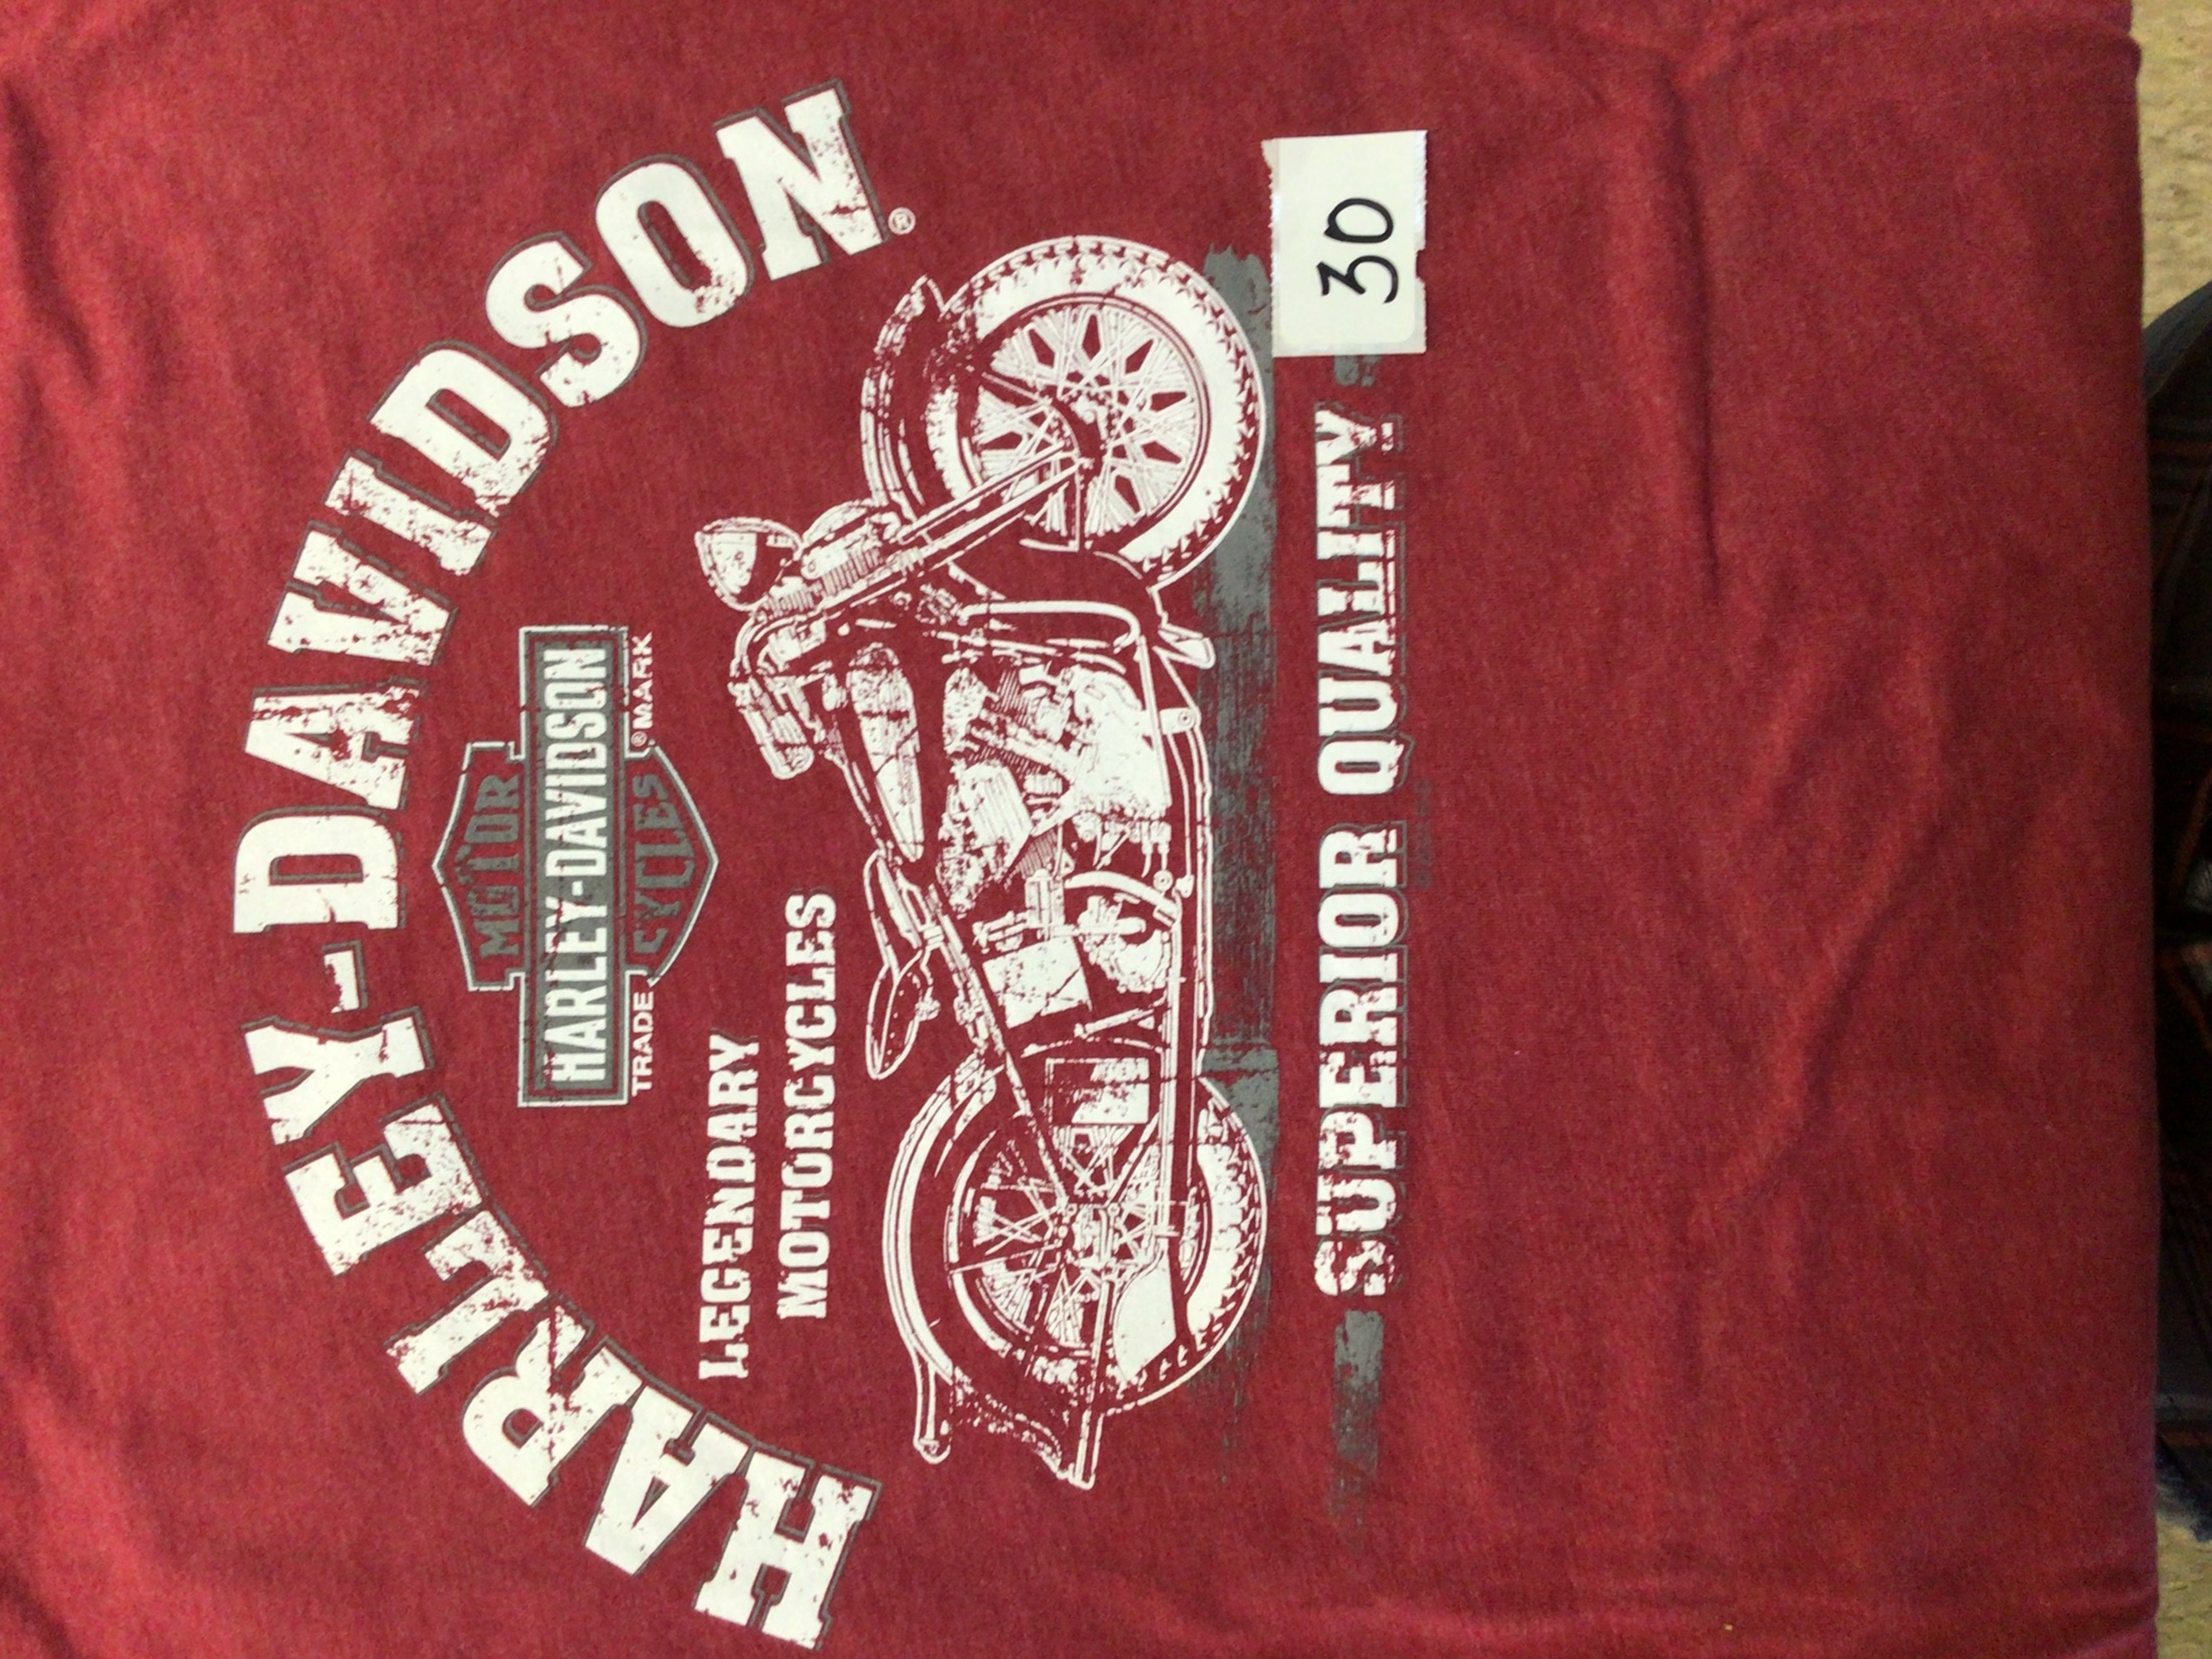 HARLEY-DAVIDSON®
MOTOR
HARLEY-DAVIDSON
CYCLES
TRADE ® MARK
LEGENDARY
MOTORCYCLES
30
SUPERIOR QUALITY